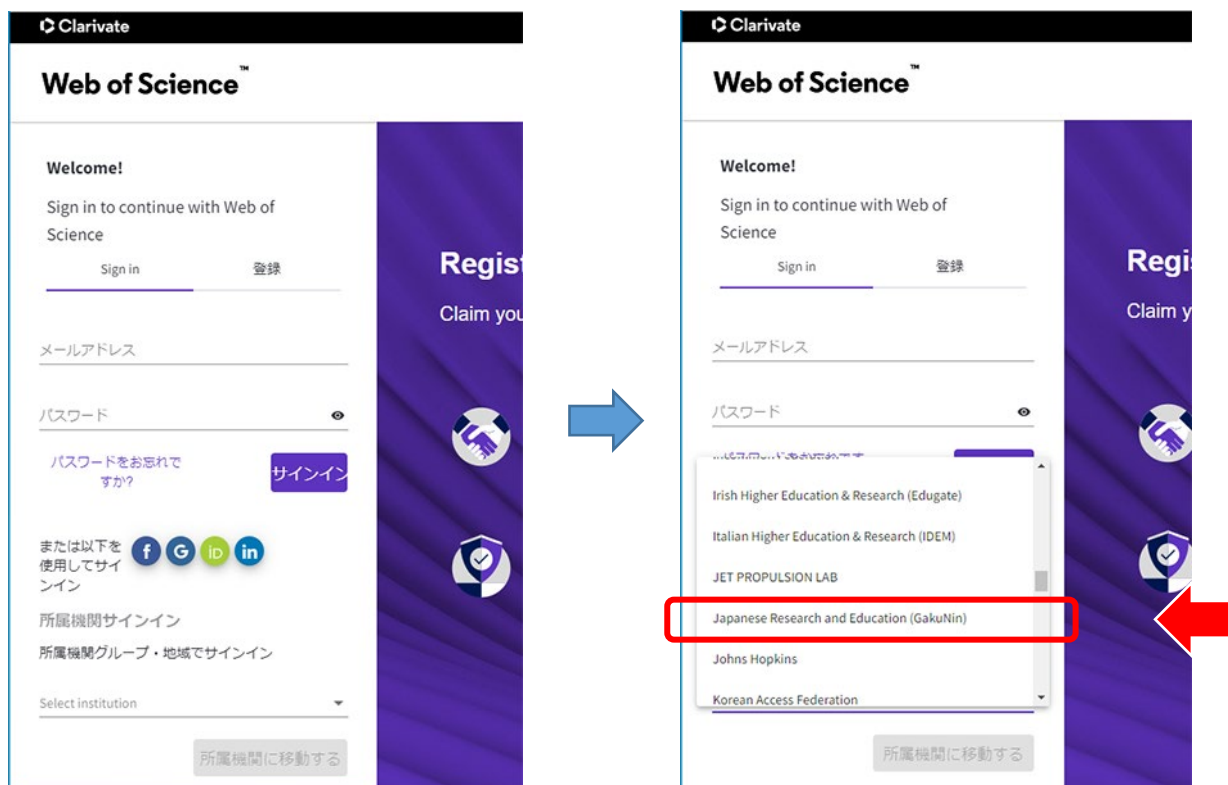 Clarivate
Web of Science™
Welcome!
Sign in to continue with Web of
Science
Sign in
登録
メールアドレス
パスワード
パスワードをお忘れで
すか?
サインイン
または以下を
使用してサイ
ンイン
f G iD in
所属機関サインイン
所属機関グループ・地域でサインイン
Select institution
所属機関に移動する
Regist
Claim you
Clarivate
Web of Science™
Welcome!
Sign in to continue with Web of
Science
Sign in
登録
メールアドレス
パスワード
Irish Higher Education & Research (Edugate)
Italian Higher Education & Research (IDEM)
JET PROPULSION LAB
Japanese Research and Education (GakuNin)
Johns Hopkins
Korean Access Federation
所属機関に移動する
Regi
Claim y